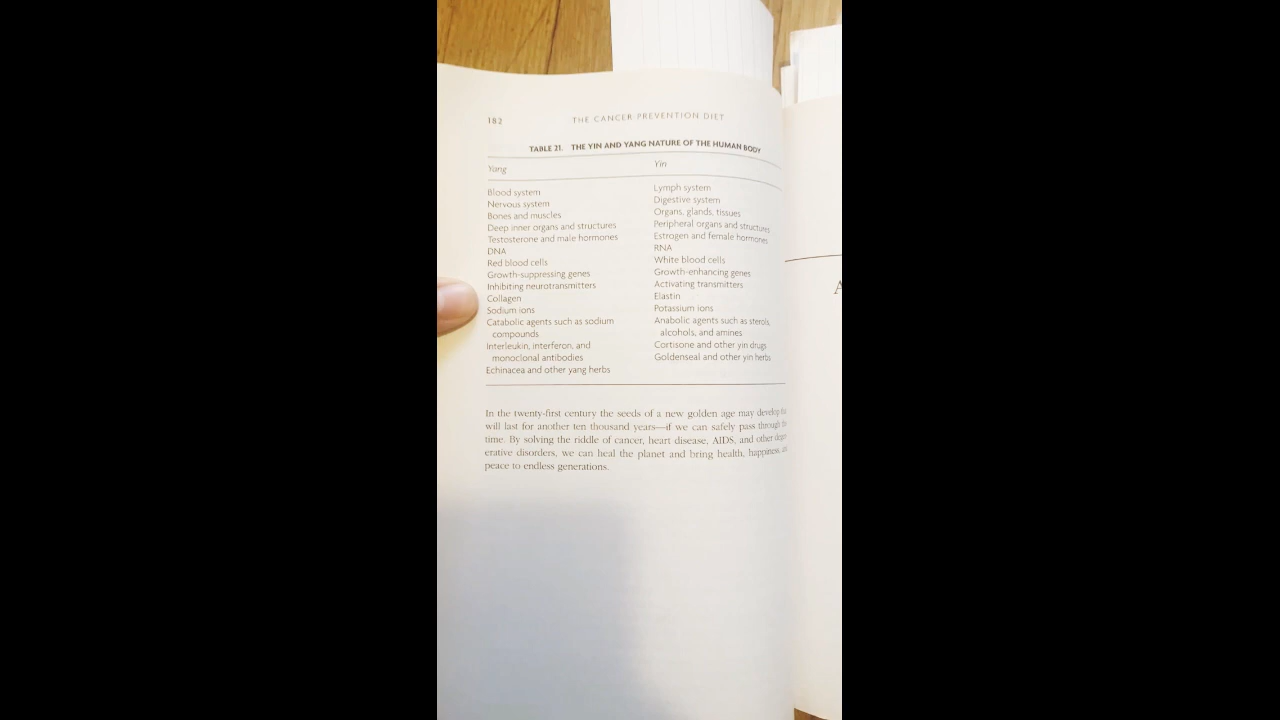 182
THE CANCER PREVENTION DIET
TABLE 21. THE YIN AND YANG NATURE OF THE HUMAN BODY
Yang Yin
Blood system Lymph system
Nervous system Digestive system
Bones and muscles Organs, glands, tissues
Deep inner organs and structures Peripheral organs and structures
Testosterone and male hormones Estrogen and female hormones
DNA RNA
Red blood cells White blood cells
Growth-suppressing genes Growth-enhancing genes
Inhibiting neurotransmitters Activating transmitters
Collagen Elastin
Sodium ions Potassium ions
Catabolic agents such as sodium Anabolic agents such as sterols,
compounds alcohols, and amines
Interleukin, interferon, and Cortisone and other yin drugs
monoclonal antibodies Goldenseal and other yin herbs
Echinacea and other yang herbs
In the twenty-first century the seeds of a new golden age may develop
will last for another ten thousand years—if we can safely pass through
time. By solving the riddle of cancer, heart disease, AIDS, and other
erative disorders, we can heal the planet and bring health, happiness,
peace to endless generations.
A